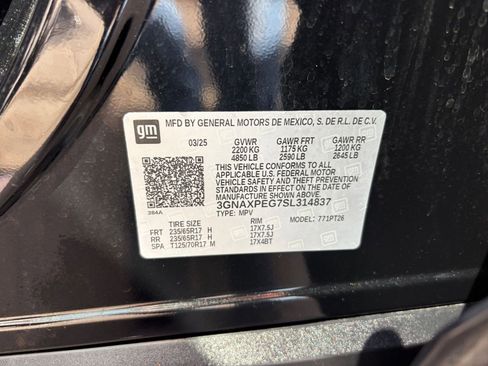 gm
MFD BY GENERAL MOTORS DE MEXICO, S. DE R.L. DE C.V.
03/25 GVWR GAWR FRT GAWR RR
2200 KG 1175 KG 1200 KG
4850 LB 2590 LB 2645 LB
THIS VEHICLE CONFORMS TO ALL
APPLICABLE U.S. FEDERAL MOTOR
VEHICLE SAFETY AND THEFT PREVENTION
STANDARDS IN EFFECT ON THE DATE OF
MANUFACTURE SHOWN ABOVE.
3GNAXPEG7SL314837
TYPE: MPV
MODEL: 771PT26
384A
TIRE SIZE RIM
FRT 235/65R17 H 17X7.5J
RR 235/65R17 H 17X7.5J
SPA T125/70R17 M 17X4BT